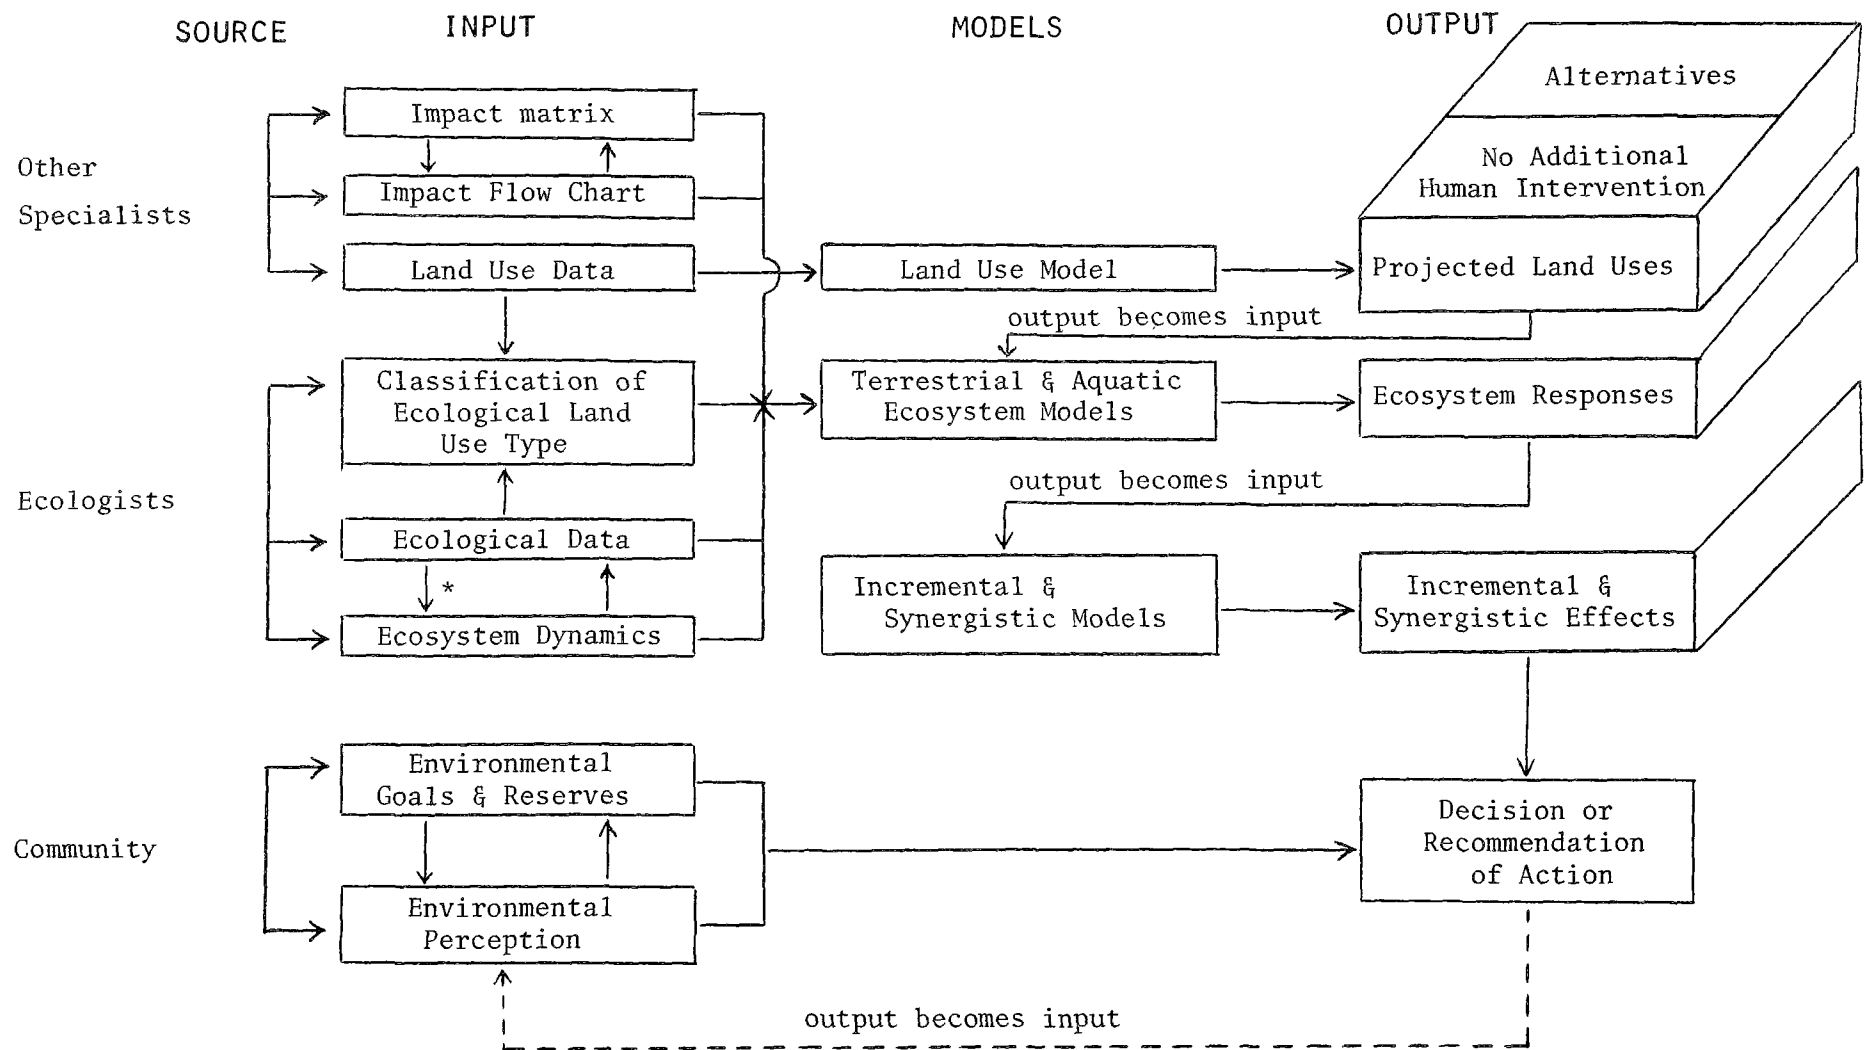 SOURCE
INPUT
MODELS
OUTPUT
Alternatives
No Additional
Human Intervention
Other
Specialists
Impact matrix
Impact Flow Chart
Land Use Data
Land Use Model
Projected Land Uses
output becomes input
Ecologists
Classification of
Ecological Land
Use Type
Terrestrial & Aquatic
Ecosystem Models
Ecosystem Responses
output becomes input
Ecological Data
*
Ecosystem Dynamics
Incremental &
Synergistic Models
Incremental &
Synergistic Effects
Community
Environmental
Goals & Reserves
Environmental
Perception
Decision or
Recommendation
of Action
output becomes input